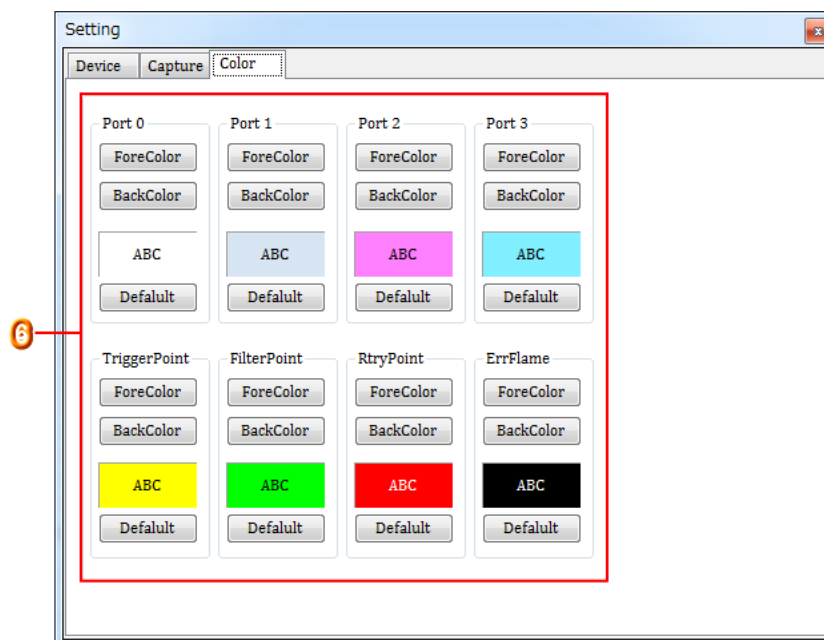 Setting
x
Device Capture Color
Port 0 Port 1 Port 2 Port 3
ForeColor ForeColor ForeColor ForeColor
BackColor BackColor BackColor BackColor
ABC ABC ABC ABC
Defalult Defalult Defalult Defalult
6
TriggerPoint FilterPoint RtryPoint ErrFlame
ForeColor ForeColor ForeColor ForeColor
BackColor BackColor BackColor BackColor
ABC ABC ABC ABC
Defalult Defalult Defalult Defalult